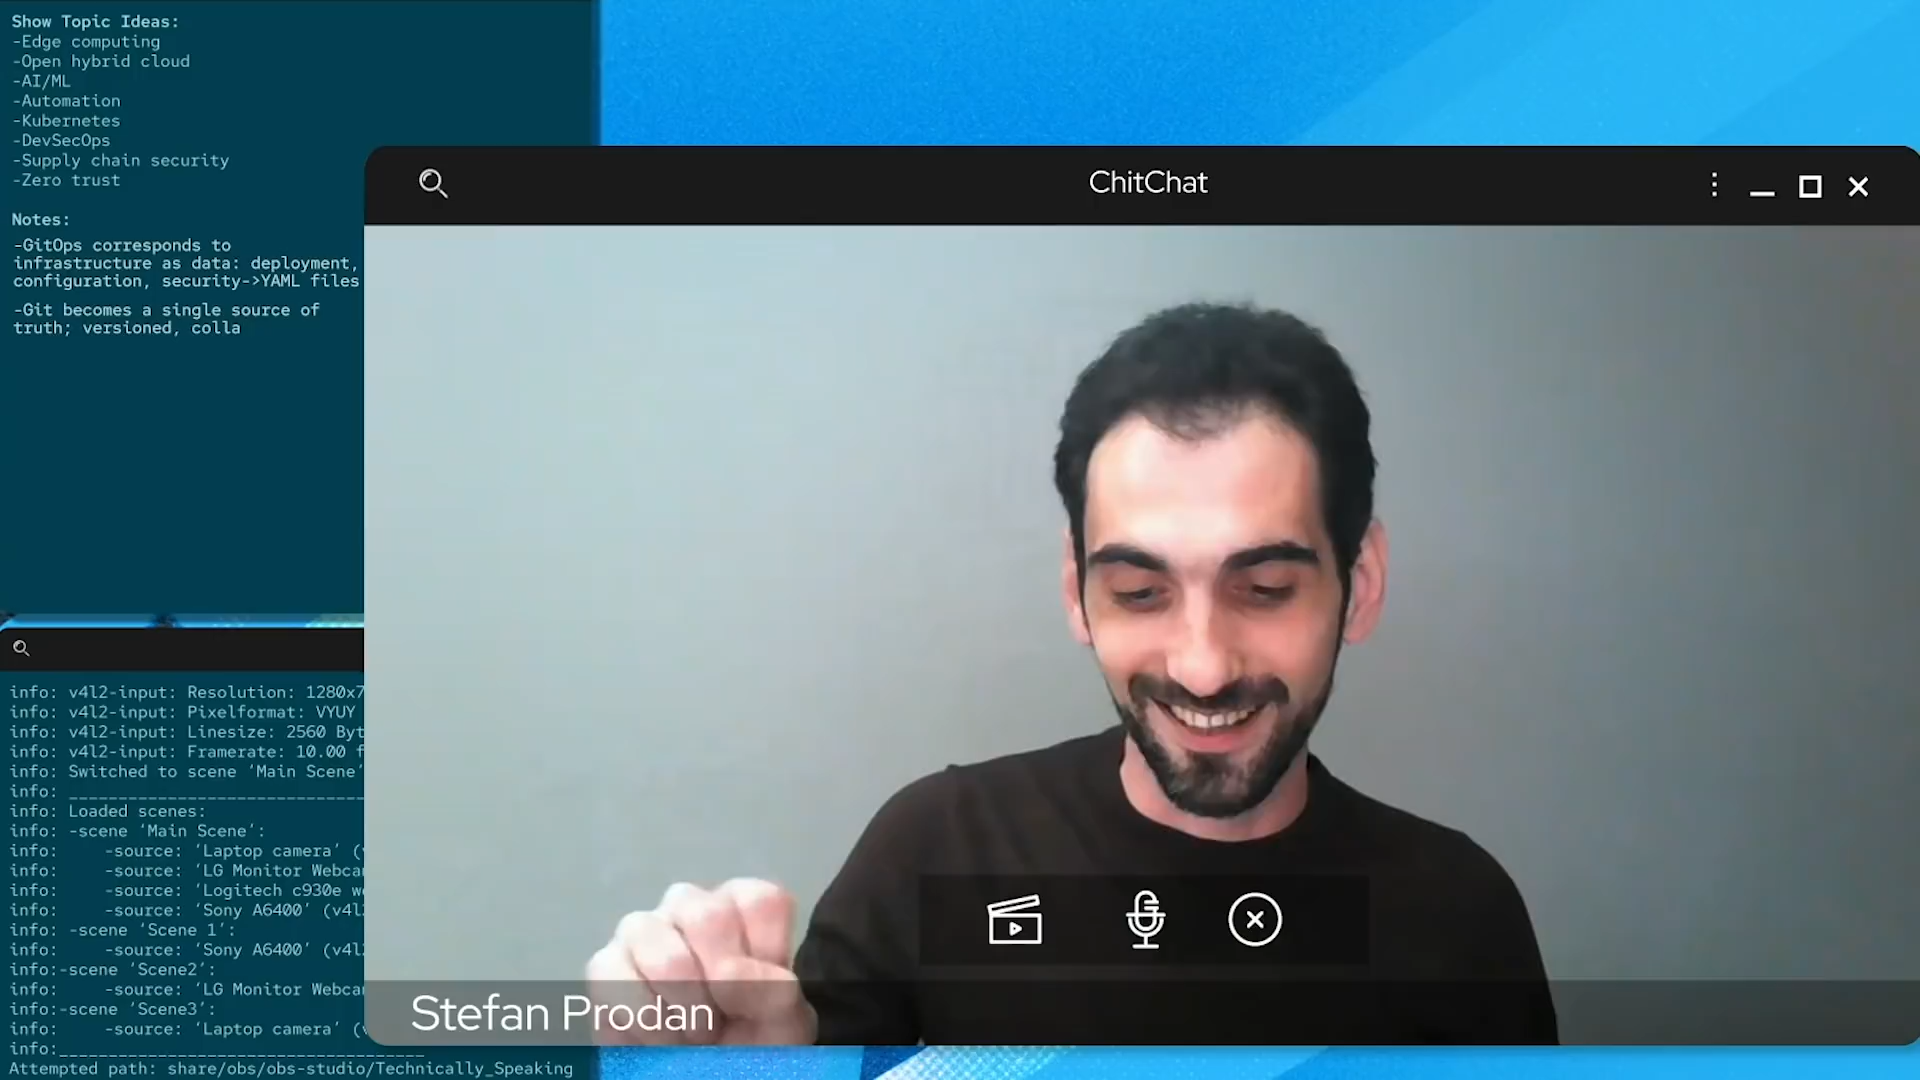 Show Topic Ideas:
-Edge computing
-Open hybrid cloud
-AI/ML
-Automation
-Kubernetes
-DevSecOps
-Supply chain security
-Zero trust
Notes:
-GitOps corresponds to
infrastructure as data: deployment,
configuration, security->YAML files
-Git becomes a single source of
truth; versioned, colla
ChitChat
Stefan Prodan
info: v4l2-input: Resolution: 1280x7
info: v4l2-input: Pixelformat: VYUY
info: v4l2-input: Linesize: 2560 Byt
info: v4l2-input: Framerate: 10.00 f
info: Switched to scene ‘Main Scene’
info: ______________________________
info: Loaded scenes:
info: -scene ‘Main Scene’:
info: -source: ‘Laptop camera’ (v
info: -source: ‘LG Monitor Webcam
info: -source: ‘Logitech c930e we
info: -source: ‘Sony A6400’ (v4l2
info: -scene ‘Scene 1’:
info: -source: ‘Sony A6400’ (v4l2
info:-scene ‘Scene2’:
info: -source: ‘LG Monitor Webcam
info:-scene ‘Scene3’:
info: -source: ‘Laptop camera’ (v
info:_____________________________________
Attempted path: share/obs/obs-studio/Technically_Speaking